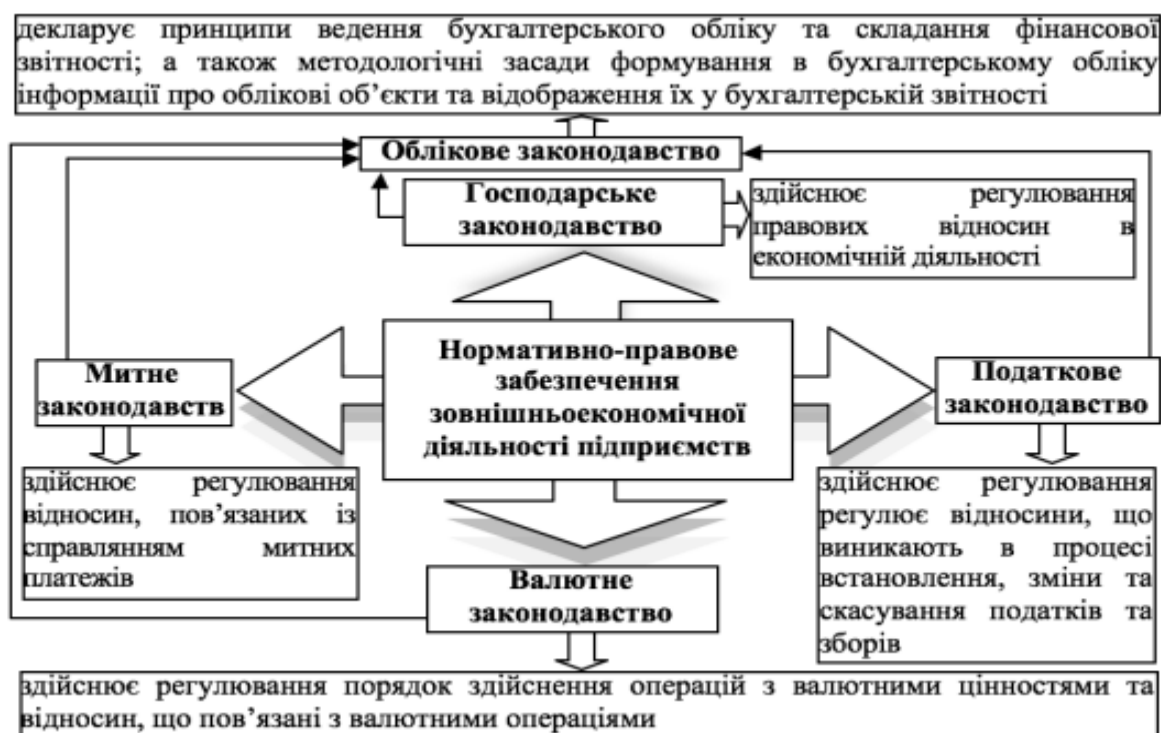 декларує принципи ведення бухгалтерського обліку та складання фінансової
звітності; а також методологічні засади формування в бухгалтерському обліку
інформації про облікові об’єкти та відображення їх у бухгалтерській звітності
Облікове законодавство
Господарське
законодавство
здійснює регулювання
правових відносин в
економічній діяльності
Нормативно-правове
забезпечення
зовнішньоекономічної
діяльності підприємств
Митне
законодавств
Податкове
законодавство
здійснює регулювання
відносин, пов’язаних із
справлянням митних
платежів
здійснює регулювання
регулює відносини, що
виникають в процесі
встановлення, зміни та
скасування податків та
зборів
Валютне
законодавство
здійснює регулювання порядок здійснення операцій з валютними цінностями та
відносин, що пов’язані з валютними операціями